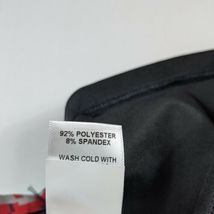 92% POLYESTER
8% SPANDEX
WASH COLD WITH